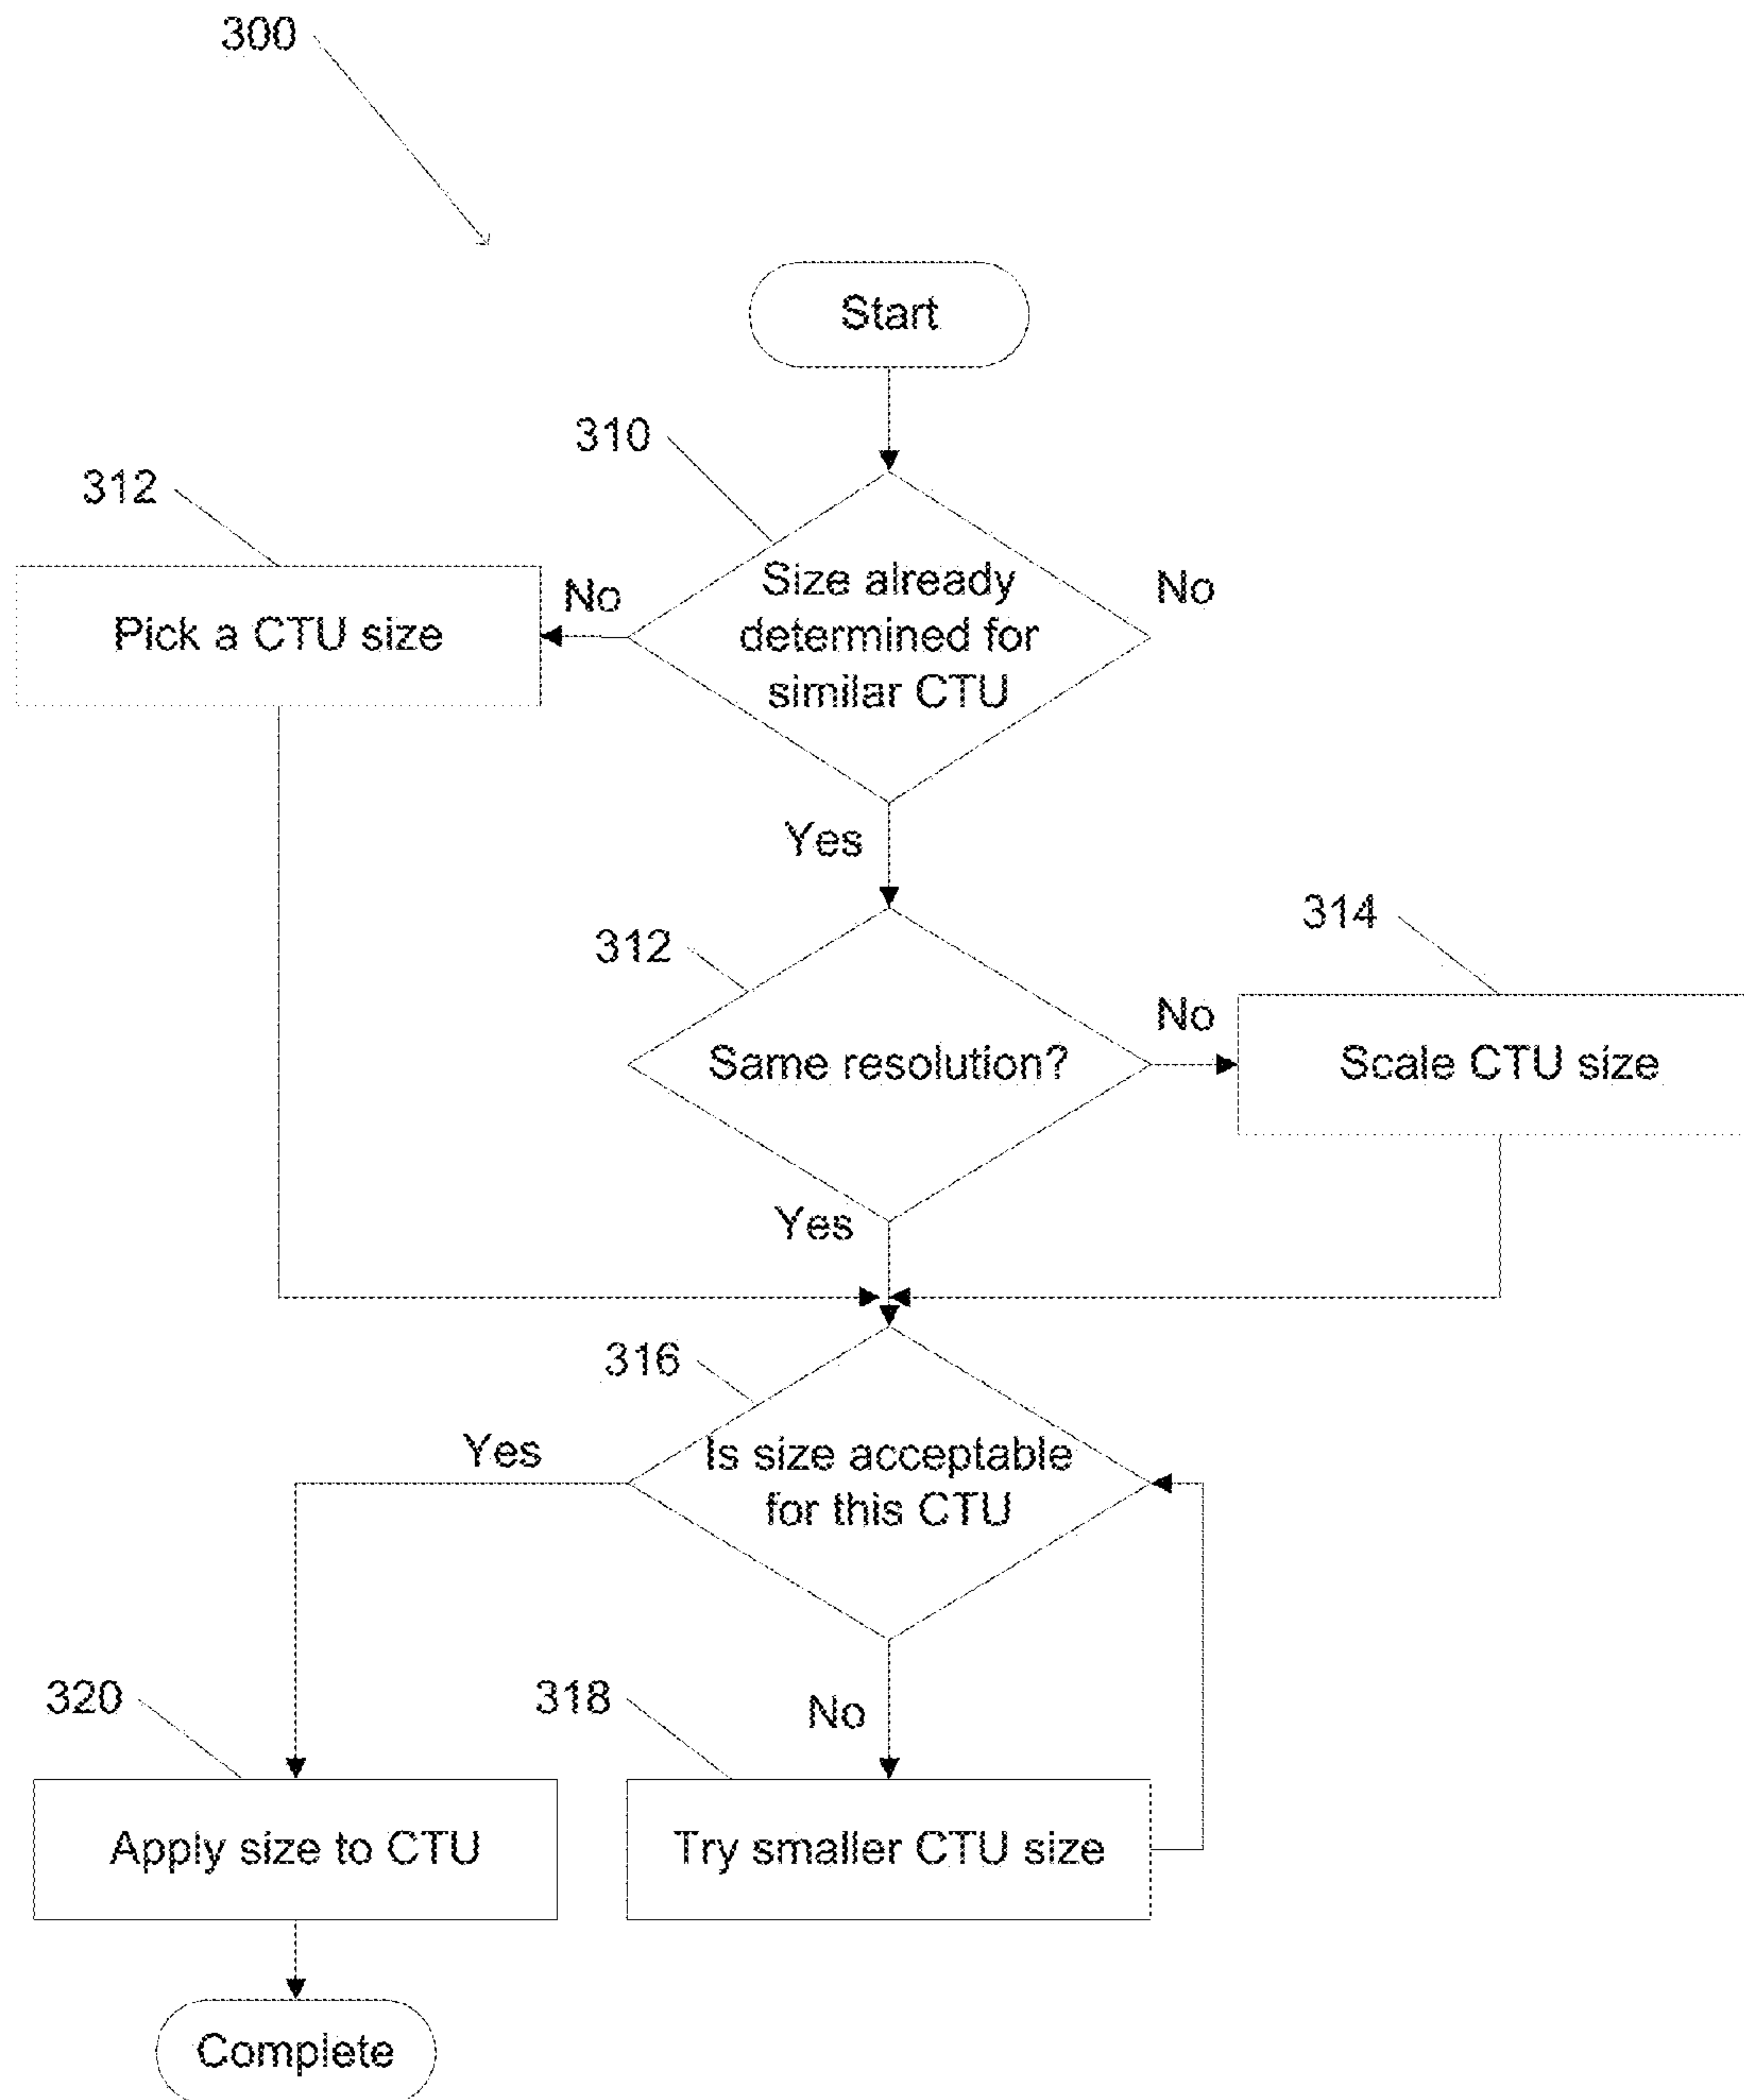 300
Start
310
312
Size already
determined for
similar CTU
No
No
Pick a CTU size
Yes
312
314
Same resolution?
No
Scale CTU size
Yes
316
Is size acceptable
for this CTU
Yes
No
320
318
Apply size to CTU
Try smaller CTU size
Complete